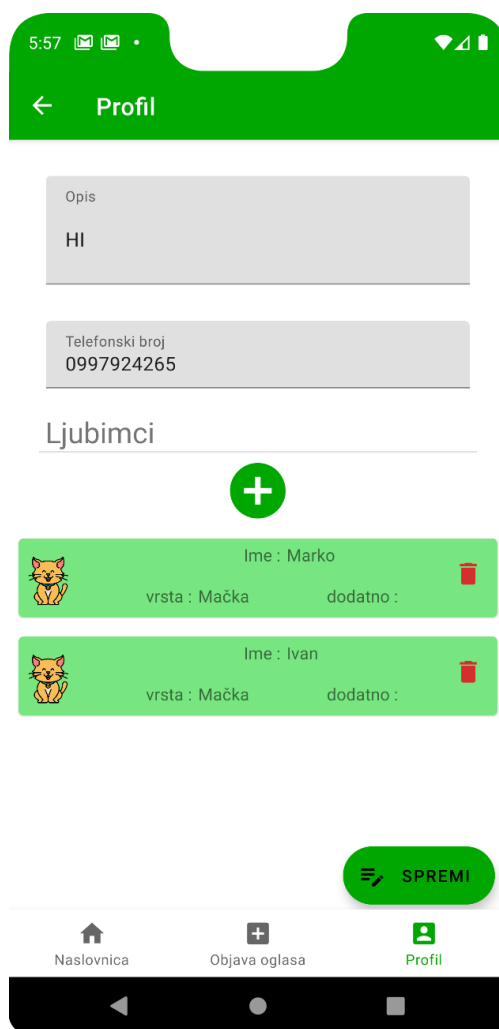 5:57
Profil
Opis
HI
Telefonski broj
0997924265
Ljubimci
Ime : Marko
vrsta : Mačka dodatno :
Ime : Ivan
vrsta : Mačka dodatno :
SPREMI
Naslovnica Objava oglasa Profil